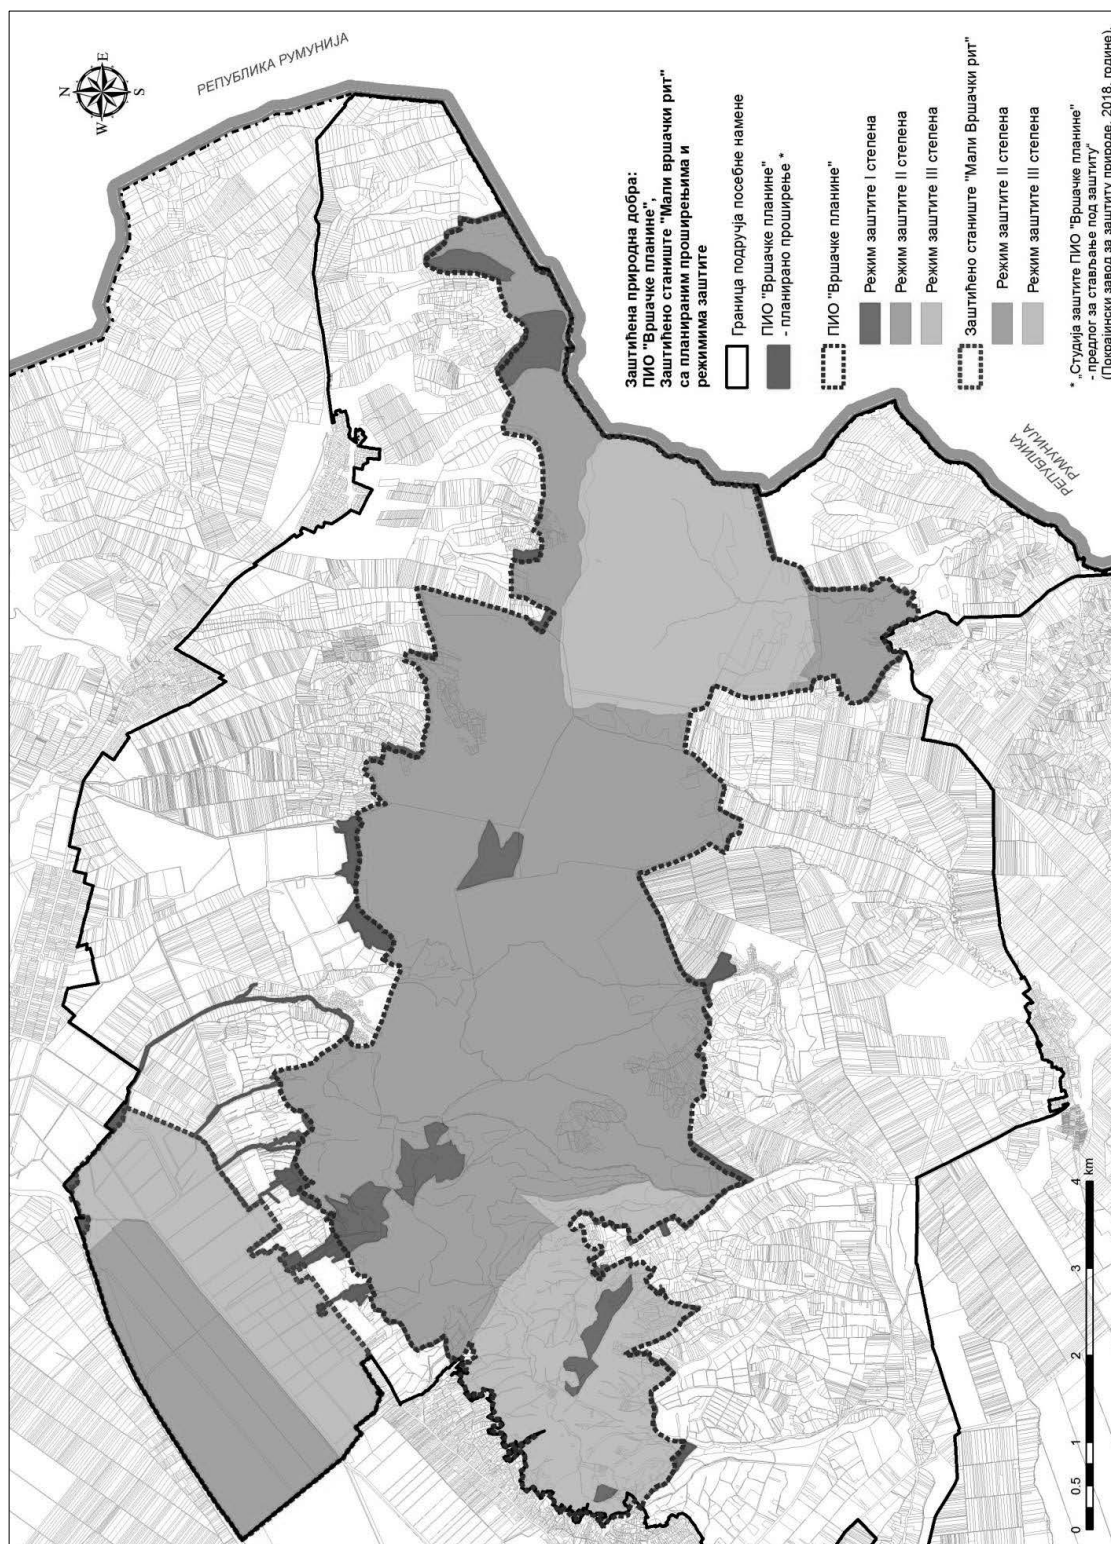 N
E
S
W
РЕПУБЛИКА РУМУНИЈА
Заштићена природна добра:
ПИО "Вршачке планине",
Заштићено станиште "Мали вршачки рит"
са планираним проширењима и
режимима заштите
Граница подручја посебне намене
ПИО "Вршачке планине"
- планирано проширење *
ПИО "Вршачке планине"
Режим заштите I степена
Режим заштите II степена
Режим заштите III степена
Заштићено станиште "Мали Вршачки рит"
Режим заштите II степена
Режим заштите III степена
* „Студија заштите ПИО "Вршачке планине"
- предлог за стављање под заштиту"
(Покрајински завод за заштиту природе, 2018. године).
РЕПУБЛИКА
РУМУНИЈА
0 0.5 1 2 3 4 km